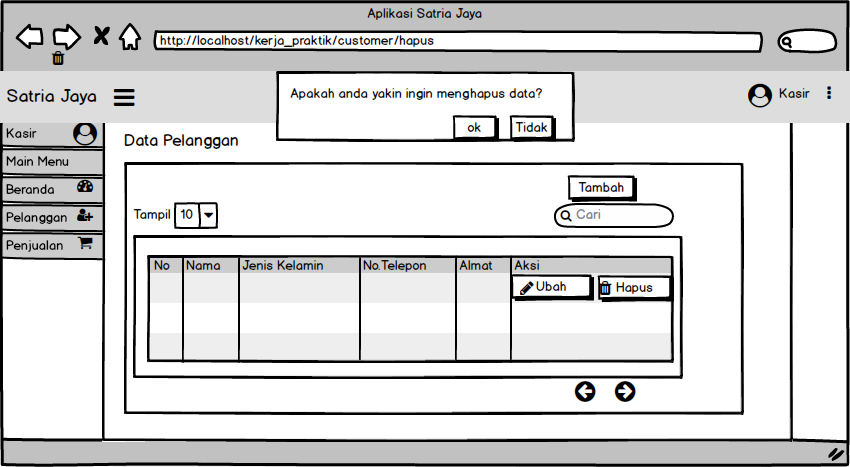 Aplikasi Satria Jaya
http://localhost/kerja_praktik/customer/hapus
Satria Jaya
Apakah anda yakin ingin menghapus data?
ok Tidak
Kasir
Kasir
Main Menu
Beranda
Pelanggan
Penjualan
Data Pelanggan
Tambah
Tampil 10
Cari
No Nama Jenis Kelamin No.Telepon Almat Aksi
Ubah Hapus